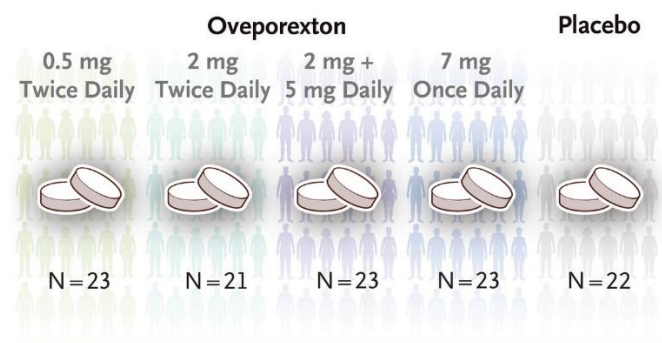 Oveporexton
Placebo
0.5 mg
Twice Daily
2 mg
Twice Daily
2 mg +
5 mg Daily
7 mg
Once Daily
N=23
N=21
N=23
N=23
N=22